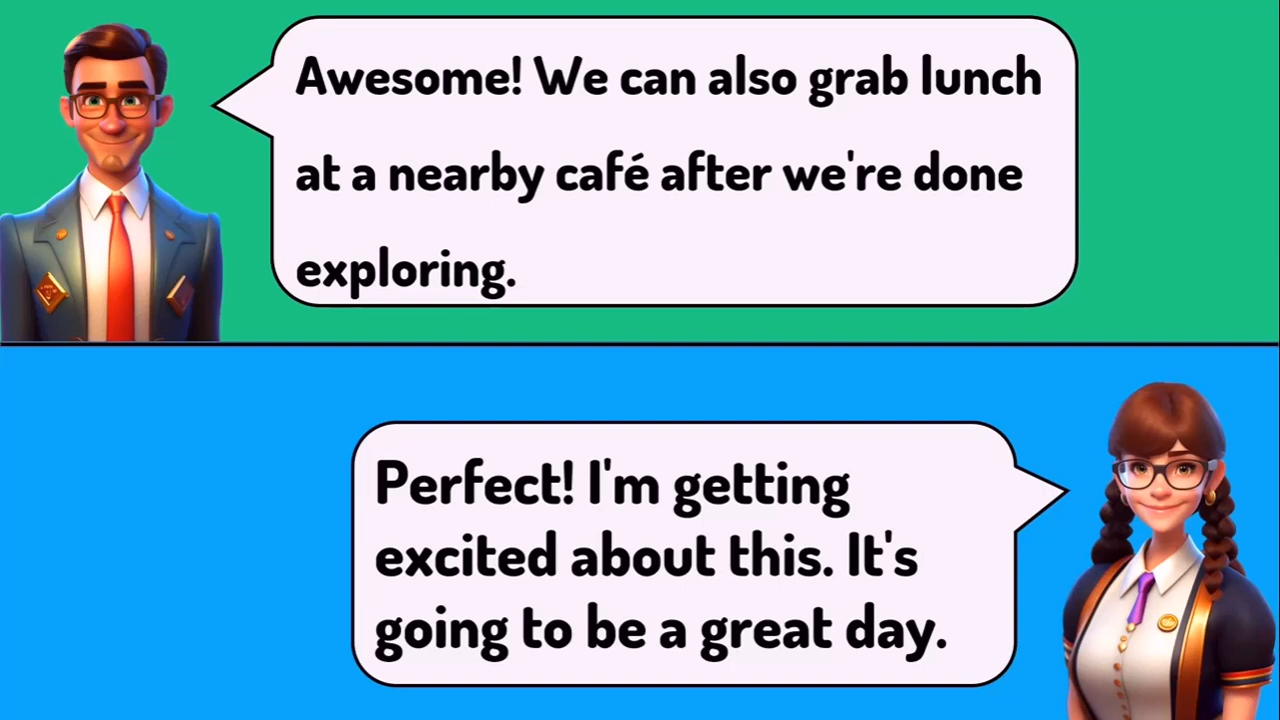 Awesome! We can also grab lunch
at a nearby café after we're done
exploring.
Perfect! I'm getting
excited about this. It's
going to be a great day.